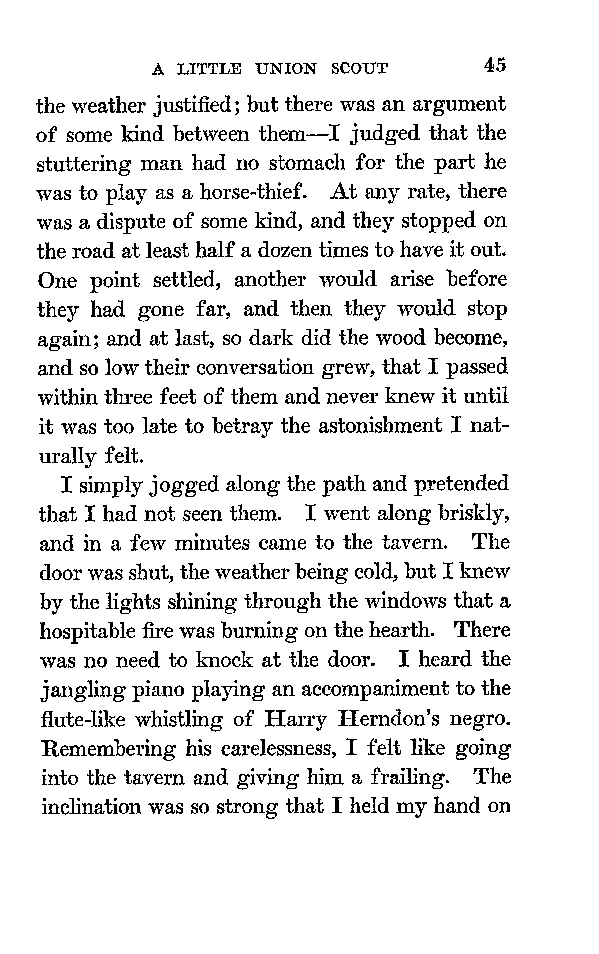 A LITTLE UNION SCOUT 45
the weather justified; but there was an argument
of some kind between them—I judged that the
stuttering man had no stomach for the part he
was to play as a horse-thief. At any rate, there
was a dispute of some kind, and they stopped on
the road at least half a dozen times to have it out.
One point settled, another would arise before
they had gone far, and then they would stop
again; and at last, so dark did the wood become,
and so low their conversation grew, that I passed
within three feet of them and never knew it until
it was too late to betray the astonishment I nat-
urally felt.
I simply jogged along the path and pretended
that I had not seen them. I went along briskly,
and in a few minutes came to the tavern. The
door was shut, the weather being cold, but I knew
by the lights shining through the windows that a
hospitable fire was burning on the hearth. There
was no need to knock at the door. I heard the
jangling piano playing an accompaniment to the
flute-like whistling of Harry Herndon's negro.
Remembering his carelessness, I felt like going
into the tavern and giving him a frailing. The
inclination was so strong that I held my hand on